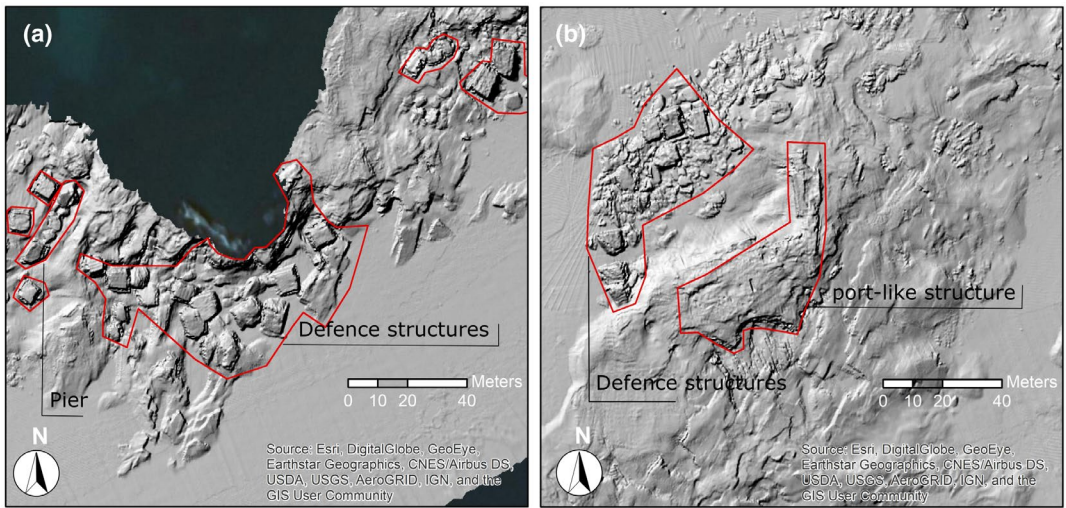 (a)
Defence structures
Pier
Meters
0 10 20 40
N
Source: Esri, DigitalGlobe, GeoEye,
Earthstar Geographics, CNES/Airbus DS,
USDA, USGS, AeroGRID, IGN, and the
GIS User Community
(b)
port-like structure
Defence structures
Meters
0 10 20 40
N
Source: Esri, DigitalGlobe, GeoEye,
Earthstar Geographics, CNES/Airbus DS,
USDA, USGS, AeroGRID, IGN, and the
GIS User Community